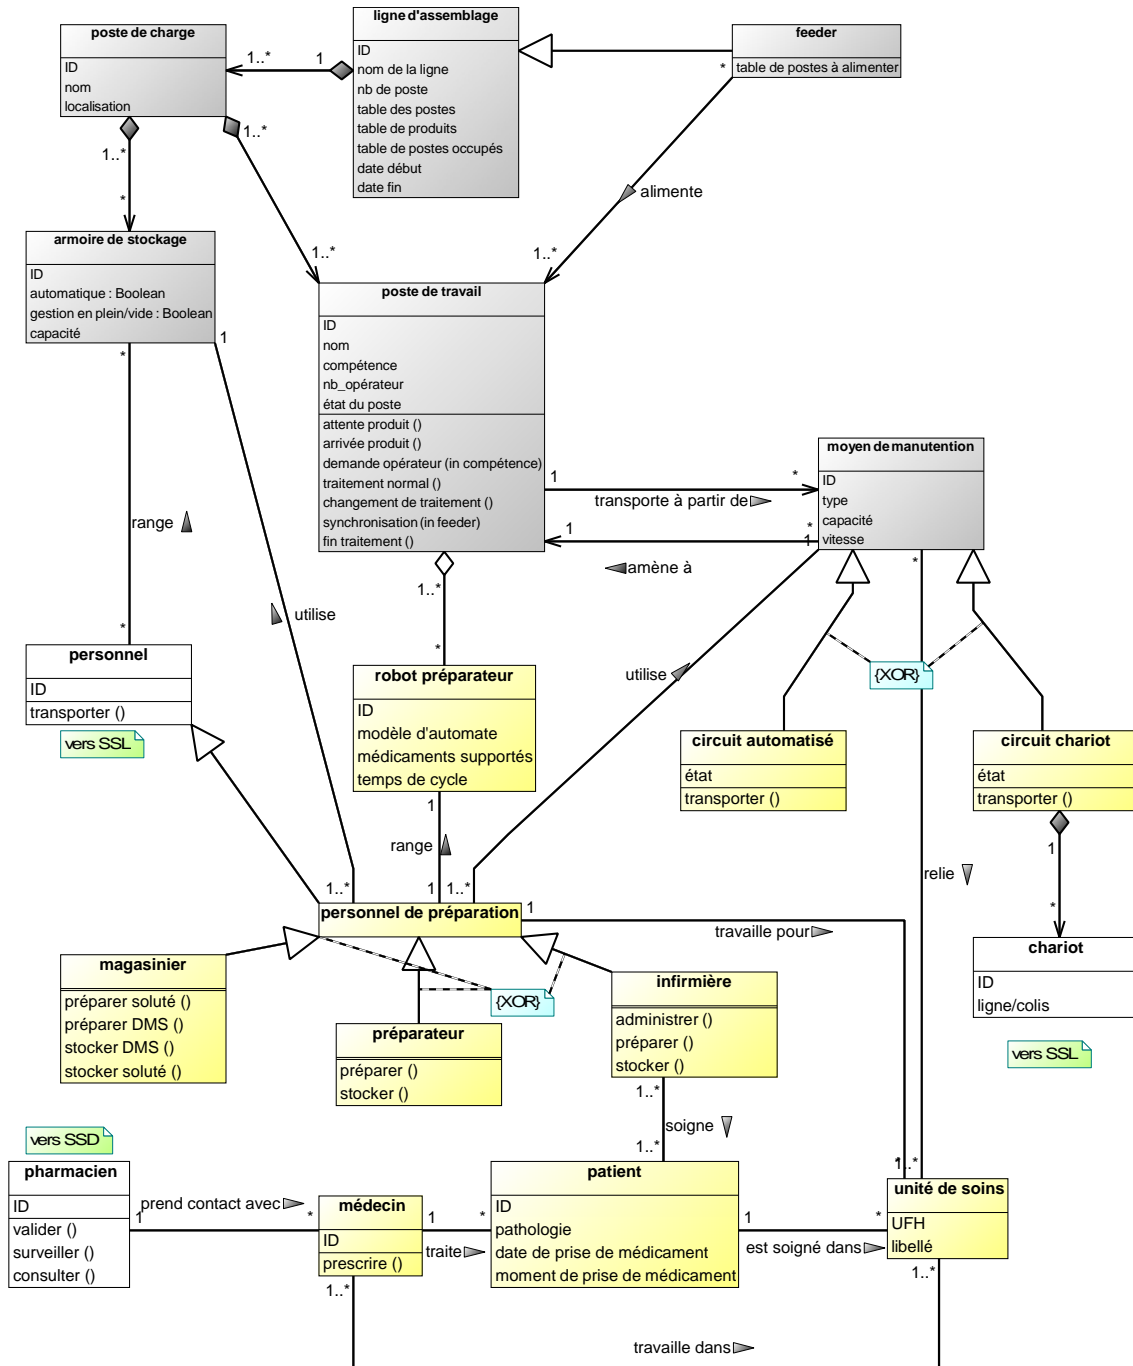 poste de charge
ID
nom
localisation
ligne d'assemblage
ID
nom de la ligne
nb de poste
table des postes
table de produits
table de postes occupés
date début
date fin
feeder
table de postes à alimenter
1..*
1
*
1..*
1..*
*
alimente
1..*
1..*
armoire de stockage
ID
automatique : Boolean
gestion en plein/vide : Boolean
capacité
poste de travail
ID
nom
compétence
nb_opérateur
état du poste
attente produit ()
arrivée produit ()
demande opérateur (in compétence)
traitement normal ()
changement de traitement ()
synchronisation (in feeder)
fin traitement ()
*
1
moyen de manutention
ID
type
capacité
vitesse
1
*
transporte à partir de
1
*
1
amène à
*
range
utilise
1..*
*
utilise
{XOR}
*
personnel
ID
transporter ()
vers SSL
robot préparateur
ID
modèle d'automate
médicaments supportés
temps de cycle
circuit automatisé
état
transporter ()
circuit chariot
état
transporter ()
1
range
1
*
relie
1..*
1
1..*
personnel de préparation
1
travaille pour
chariot
ID
ligne/colis
vers SSL
magasinier
préparer soluté ()
préparer DMS ()
stocker DMS ()
stocker soluté ()
{XOR}
préparateur
préparer ()
stocker ()
infirmière
administrer ()
préparer ()
stocker ()
1..*
soigne
1..*
vers SSD
pharmacien
ID
valider ()
surveiller ()
consulter ()
prend contact avec
1
*
médecin
ID
prescrire ()
1
*
traite
patient
ID
pathologie
date de prise de médicament
moment de prise de médicament
1
*
est soigné dans
*
1..*
unité de soins
UFH
libellé
1..*
1..*
travaille dans